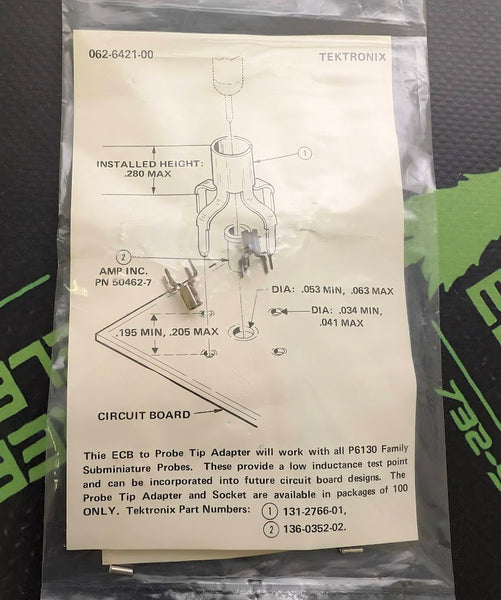 062-6421-00 TEKTRONIX
1
INSTALLED HEIGHT:
.280 MAX
2
AMP INC.
PN 50462-7
DIA: .053 MIN, .063 MAX
DIA: .034 MIN,
.041 MAX
.195 MIN, .205 MAX
CIRCUIT BOARD
This ECB to Probe Tip Adapter will work with all P6130 Family
Subminiature Probes. These provide a low inductance test point
and can be incorporated into future circuit board designs. The
Probe Tip Adapter and Socket are available in packages of 100
ONLY. Tektronix Part Numbers: 1 131-2766-01,
2 136-0352-02.